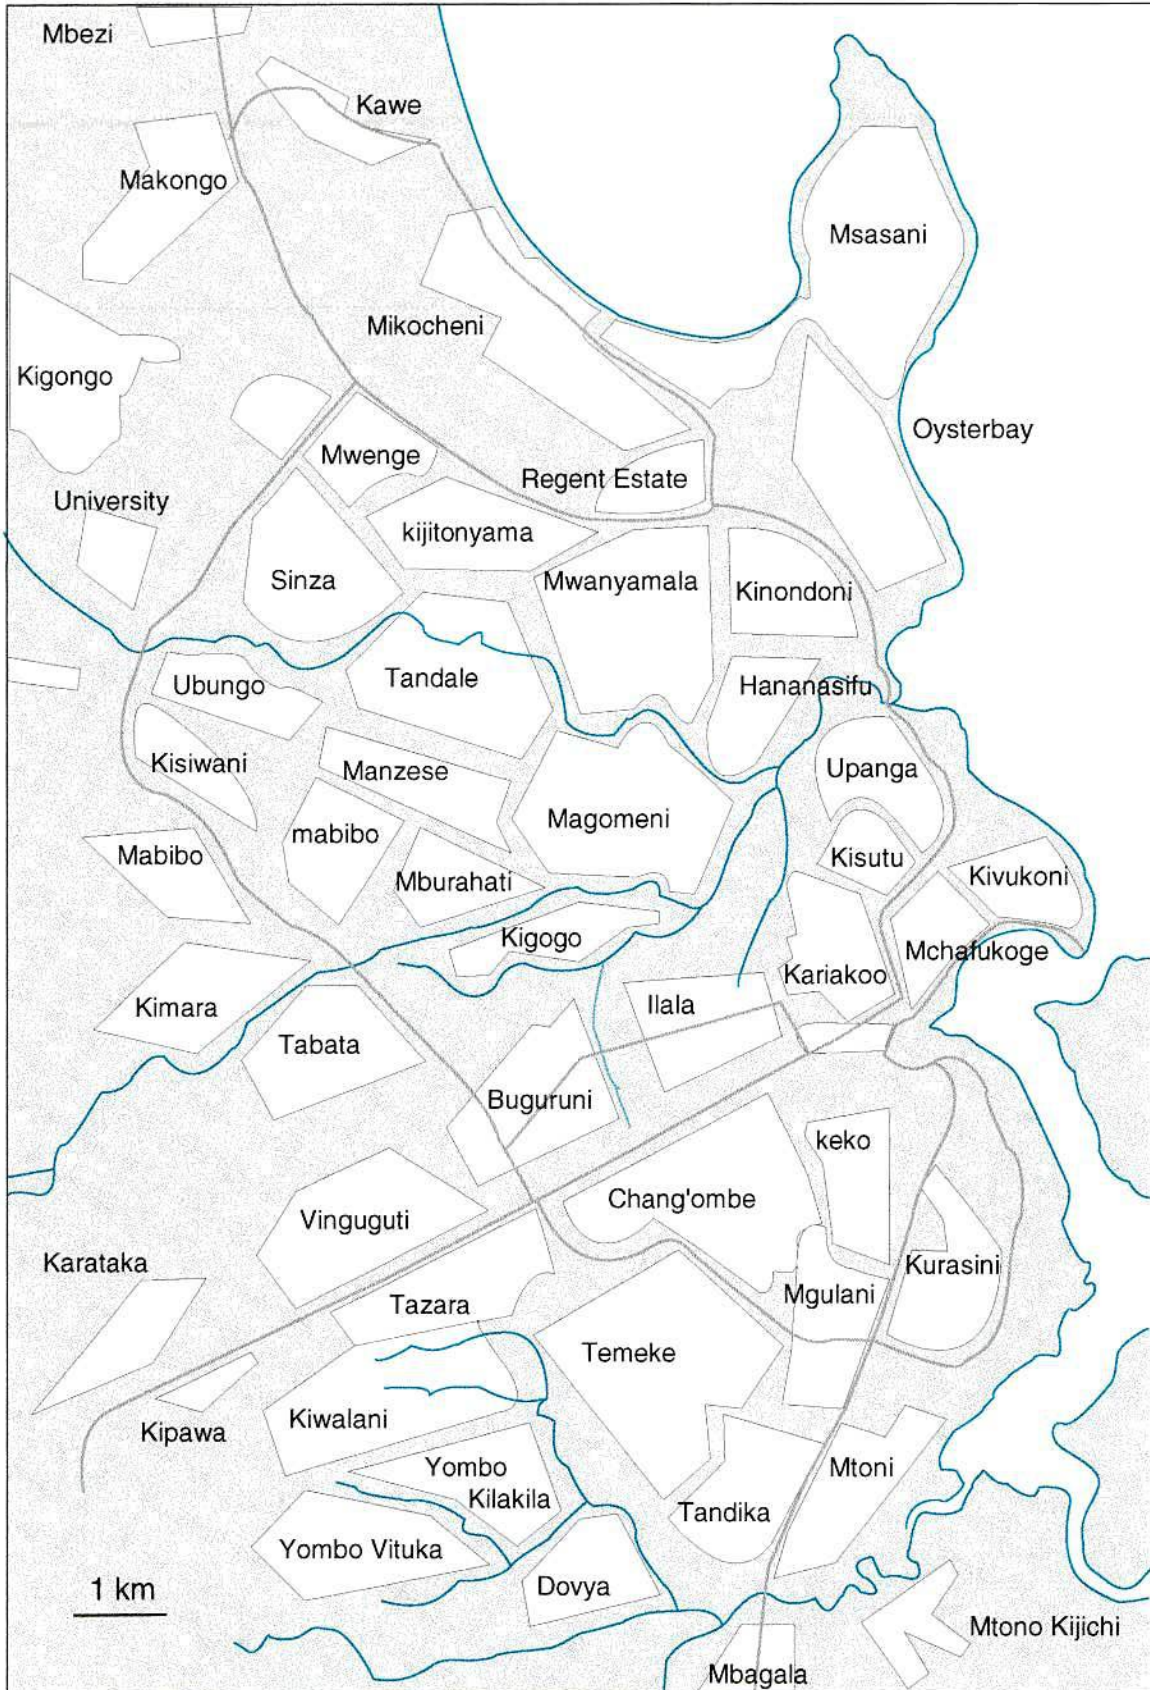 Mbezi
Kawe
Makongo
Msasani
Mikocheni
Kigongo
Oysterbay
Mwenge
Regent Estate
University
kijitonyama
Sinza
Mwanyamala
Kinondoni
Ubungo
Tandale
Hananasifu
Kisiwani
Manzese
Upanga
mabibo
Magomeni
Mabibo
Mburahati
Kisutu
Kivukoni
Kigogo
Mchafukoge
Kariakoo
Kimara
Ilala
Tabata
Buguruni
keko
Chang'ombe
Vinguguti
Karataka
Kurasini
Mgulani
Tazara
Temeke
Kiwalani
Kipawa
Yombo
Kilakila
Mtoni
Tandika
Yombo Vituka
Dovya
1 km
Mtono Kijichi
Mbagala